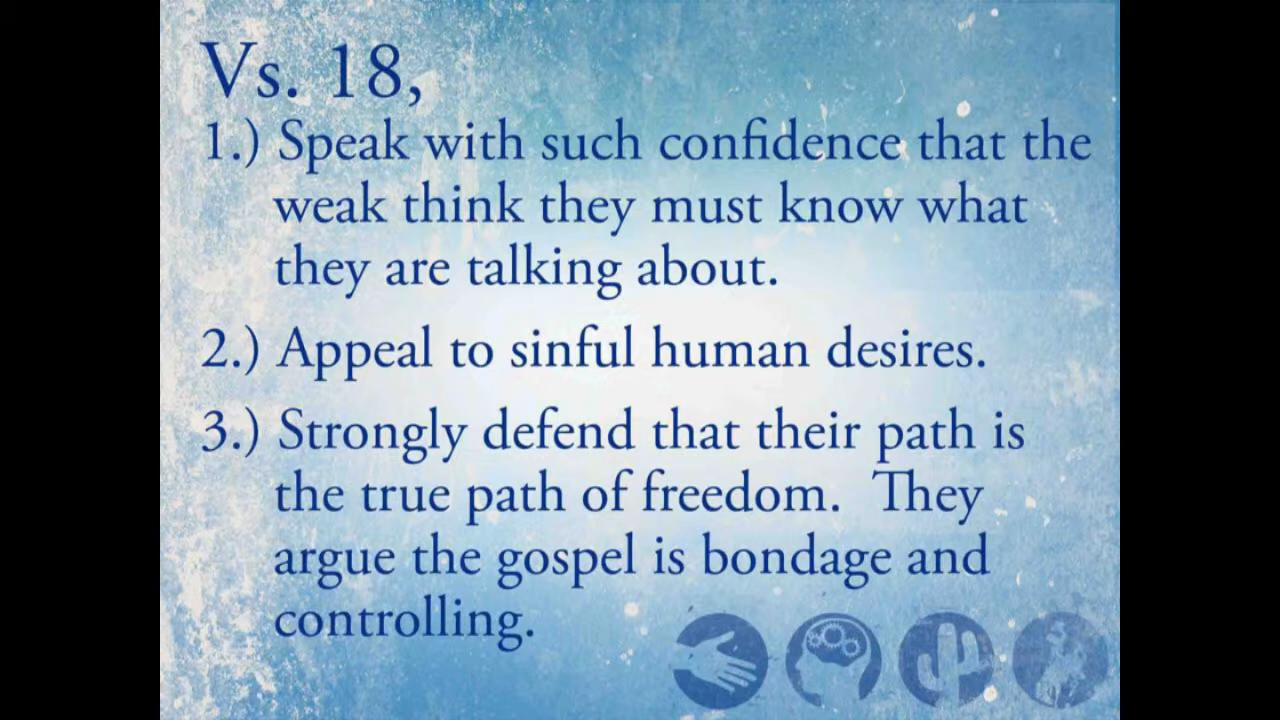 Vs. 18,
1.) Speak with such confidence that the
weak think they must know what
they are talking about.
2.) Appeal to sinful human desires.
3.) Strongly defend that their path is
the true path of freedom.  They
argue the gospel is bondage and
controlling.